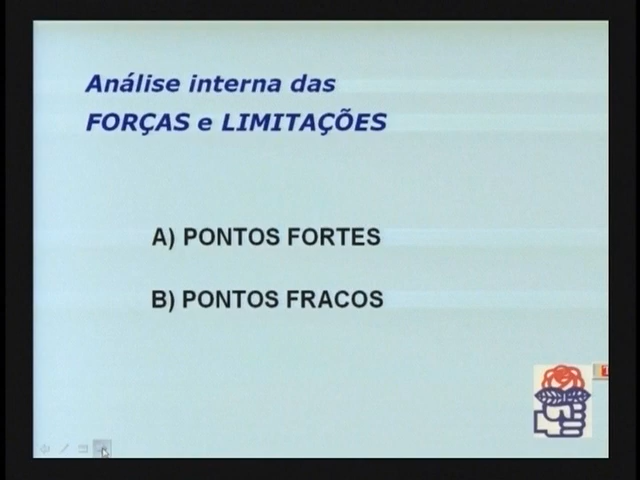 Análise interna das
FORÇAS e LIMITAÇÕES
A) PONTOS FORTES
B) PONTOS FRACOS